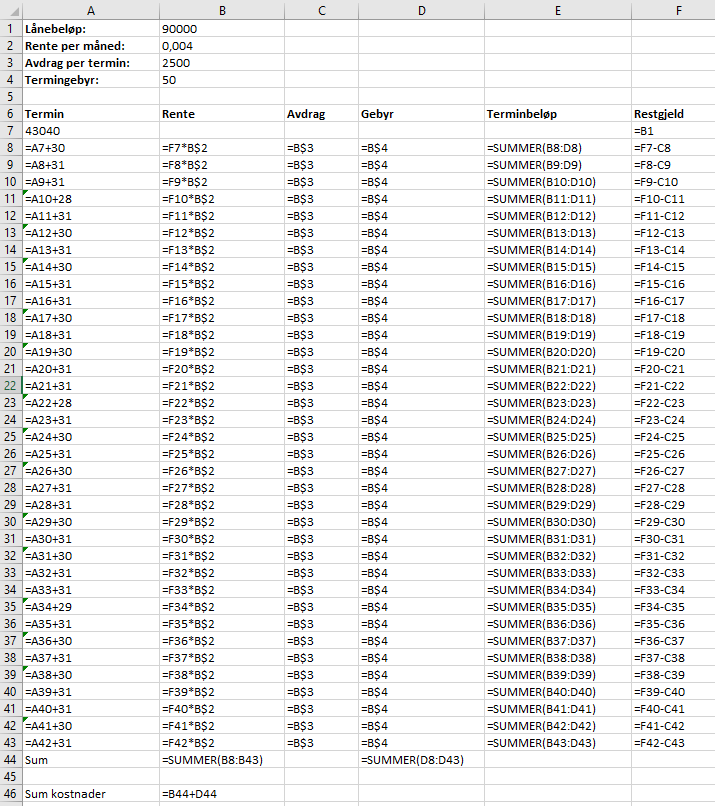 A B C D E F
1 Lånebeløp: 90000
2 Rente per måned: 0,004
3 Avdrag per termin: 2500
4 Termingebyr: 50
5
6 Termin Rente Avdrag Gebyr Terminbeløp Restgjeld
7 43040 =B1
8 =A7+30 =F7*B$2 =B$3 =B$4 =SUMMER(B8:D8) =F7-C8
9 =A8+31 =F8*B$2 =B$3 =B$4 =SUMMER(B9:D9) =F8-C9
10 =A9+31 =F9*B$2 =B$3 =B$4 =SUMMER(B10:D10) =F9-C10
11 =A10+28 =F10*B$2 =B$3 =B$4 =SUMMER(B11:D11) =F10-C11
12 =A11+31 =F11*B$2 =B$3 =B$4 =SUMMER(B12:D12) =F11-C12
13 =A12+30 =F12*B$2 =B$3 =B$4 =SUMMER(B13:D13) =F12-C13
14 =A13+31 =F13*B$2 =B$3 =B$4 =SUMMER(B14:D14) =F13-C14
15 =A14+30 =F14*B$2 =B$3 =B$4 =SUMMER(B15:D15) =F14-C15
16 =A15+31 =F15*B$2 =B$3 =B$4 =SUMMER(B16:D16) =F15-C16
17 =A16+31 =F16*B$2 =B$3 =B$4 =SUMMER(B17:D17) =F16-C17
18 =A17+30 =F17*B$2 =B$3 =B$4 =SUMMER(B18:D18) =F17-C18
19 =A18+31 =F18*B$2 =B$3 =B$4 =SUMMER(B19:D19) =F18-C19
20 =A19+30 =F19*B$2 =B$3 =B$4 =SUMMER(B20:D20) =F19-C20
21 =A20+31 =F20*B$2 =B$3 =B$4 =SUMMER(B21:D21) =F20-C21
22 =A21+31 =F21*B$2 =B$3 =B$4 =SUMMER(B22:D22) =F21-C22
23 =A22+28 =F22*B$2 =B$3 =B$4 =SUMMER(B23:D23) =F22-C23
24 =A23+31 =F23*B$2 =B$3 =B$4 =SUMMER(B24:D24) =F23-C24
25 =A24+30 =F24*B$2 =B$3 =B$4 =SUMMER(B25:D25) =F24-C25
26 =A25+31 =F25*B$2 =B$3 =B$4 =SUMMER(B26:D26) =F25-C26
27 =A26+30 =F26*B$2 =B$3 =B$4 =SUMMER(B27:D27) =F26-C27
28 =A27+31 =F27*B$2 =B$3 =B$4 =SUMMER(B28:D28) =F27-C28
29 =A28+31 =F28*B$2 =B$3 =B$4 =SUMMER(B29:D29) =F28-C29
30 =A29+30 =F29*B$2 =B$3 =B$4 =SUMMER(B30:D30) =F29-C30
31 =A30+31 =F30*B$2 =B$3 =B$4 =SUMMER(B31:D31) =F30-C31
32 =A31+30 =F31*B$2 =B$3 =B$4 =SUMMER(B32:D32) =F31-C32
33 =A32+31 =F32*B$2 =B$3 =B$4 =SUMMER(B33:D33) =F32-C33
34 =A33+31 =F33*B$2 =B$3 =B$4 =SUMMER(B34:D34) =F33-C34
35 =A34+29 =F34*B$2 =B$3 =B$4 =SUMMER(B35:D35) =F34-C35
36 =A35+31 =F35*B$2 =B$3 =B$4 =SUMMER(B36:D36) =F35-C36
37 =A36+30 =F36*B$2 =B$3 =B$4 =SUMMER(B37:D37) =F36-C37
38 =A37+31 =F37*B$2 =B$3 =B$4 =SUMMER(B38:D38) =F37-C38
39 =A38+30 =F38*B$2 =B$3 =B$4 =SUMMER(B39:D39) =F38-C39
40 =A39+31 =F39*B$2 =B$3 =B$4 =SUMMER(B40:D40) =F39-C40
41 =A40+31 =F40*B$2 =B$3 =B$4 =SUMMER(B41:D41) =F40-C41
42 =A41+30 =F41*B$2 =B$3 =B$4 =SUMMER(B42:D42) =F41-C42
43 =A42+31 =F42*B$2 =B$3 =B$4 =SUMMER(B43:D43) =F42-C43
44 Sum =SUMMER(B8:B43) =SUMMER(D8:D43)
45
46 Sum kostnader =B44+D44